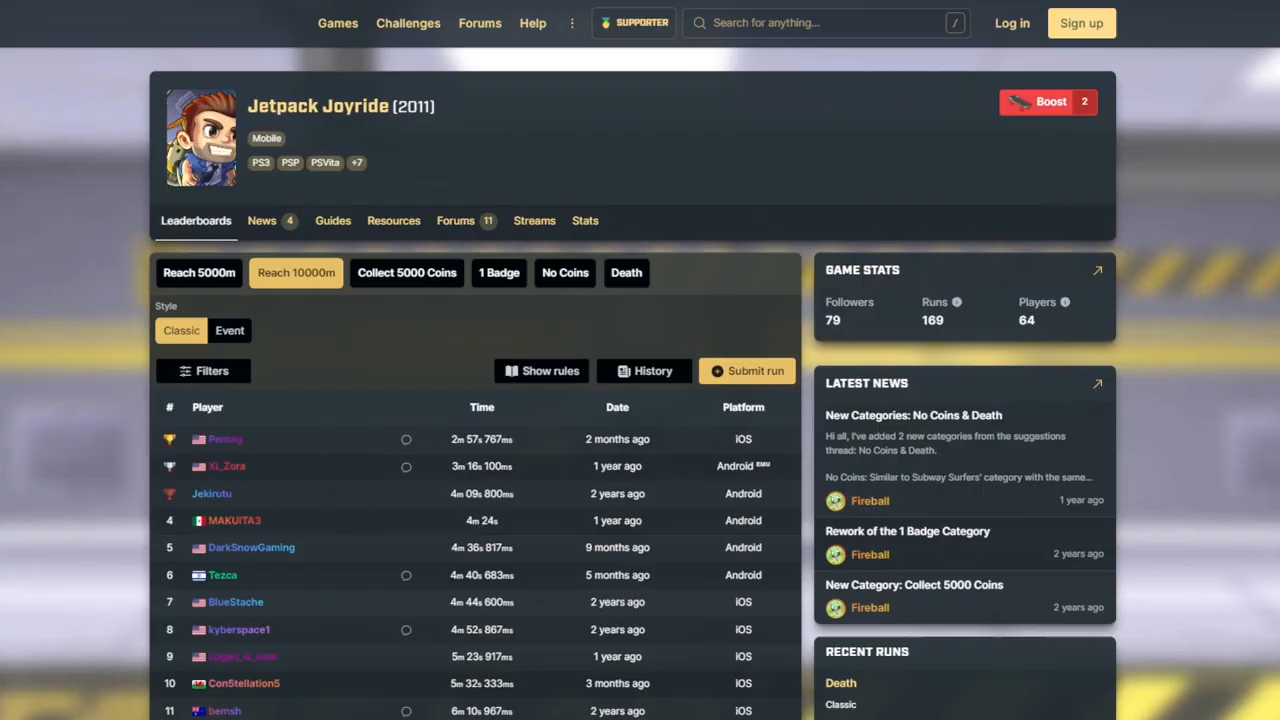 Games Challenges Forums Help SUPPORTER Search for anything... / Log in Sign up
Jetpack Joyride (2011)
Boost 2
Mobile
PS3 PSP PSVita +7
Leaderboards News 4 Guides Resources Forums 11 Streams Stats
Reach 5000m Reach 10000m Collect 5000 Coins 1 Badge No Coins Death
Style
Classic Event
Filters Show rules History Submit run
# Player Time Date Platform
Pentag 2m 57s 767ms 2 months ago iOS
Xi_Zora 3m 16s 100ms 1 year ago Android EMU
Jekirutu 4m 09s 800ms 2 years ago Android
4 MAKUITA3 4m 24s 1 year ago Android
5 DarkSnowGaming 4m 36s 817ms 9 months ago Android
6 Tezca 4m 40s 683ms 5 months ago Android
7 BlueStache 4m 44s 600ms 2 years ago iOS
8 kyberspace1 4m 52s 867ms 2 years ago iOS
9 5m 23s 917ms 1 year ago iOS
10 Con5tellation5 5m 32s 333ms 3 months ago iOS
11 bemsh 6m 10s 967ms 2 years ago iOS
GAME STATS
Followers Runs Players
79 169 64
LATEST NEWS
New Categories: No Coins & Death
Hi all, I've added 2 new categories from the suggestions
thread: No Coins & Death.
No Coins: Similar to Subway Surfers' category with the same...
Fireball 1 year ago
Rework of the 1 Badge Category
Fireball 2 years ago
New Category: Collect 5000 Coins
Fireball 2 years ago
RECENT RUNS
Death
Classic